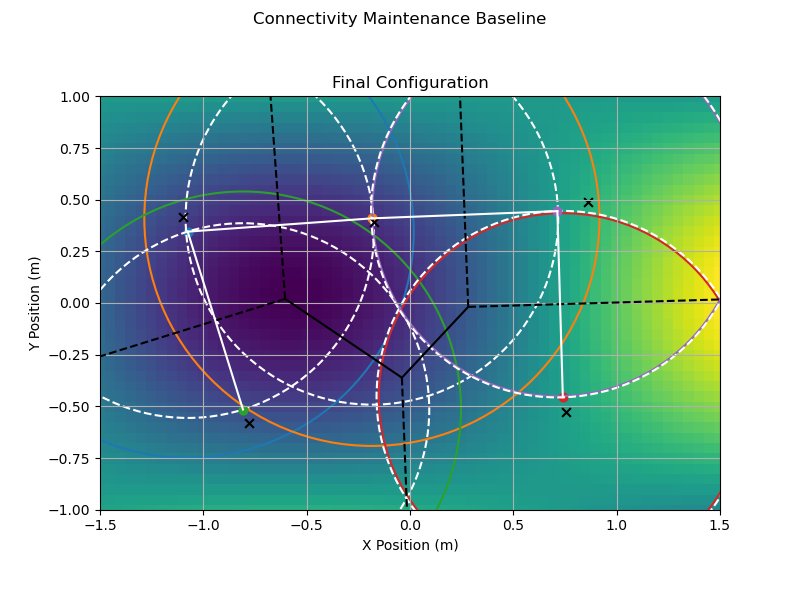 Connectivity Maintenance Baseline
Final Configuration
1.00
0.75
0.50
0.25
0.00
−0.25
−0.50
−0.75
−1.00
Y Position (m)
−1.5 −1.0 −0.5 0.0 0.5 1.0 1.5
X Position (m)